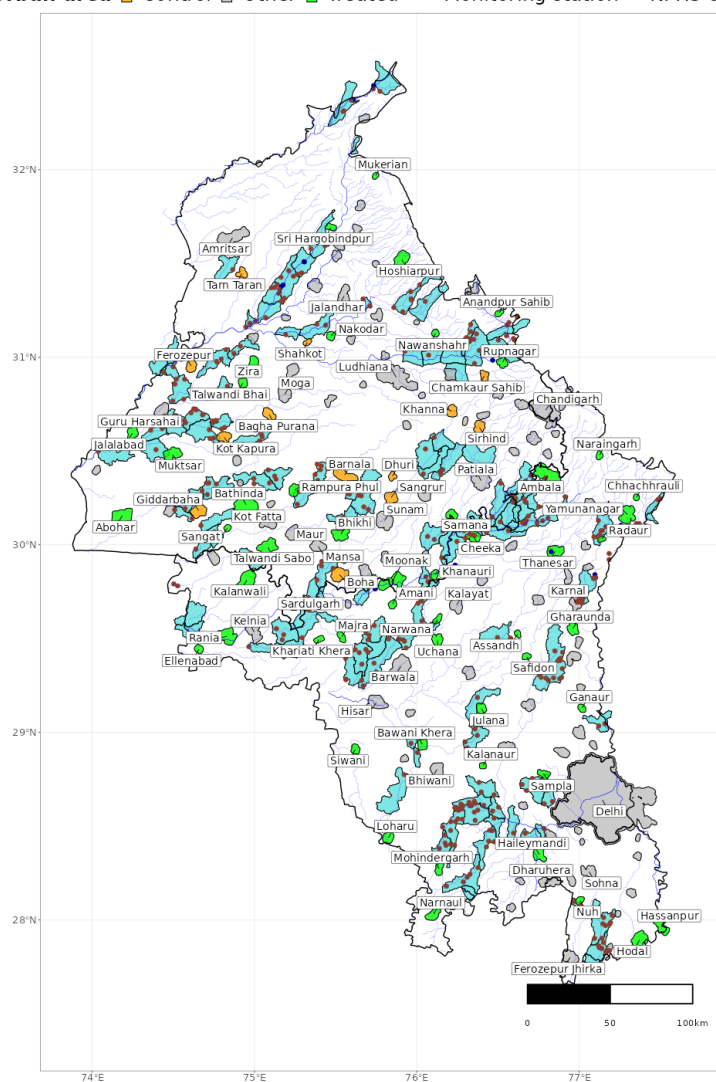 32°N
Mukerian
Sri Hargobindpur
Amritsar
Hoshiarpur
Tarn Taran
Anandpur Sahib
Jalandhar
Nakodar
Nawanshahr
Rupnagar
31°N
Ferozepur
Shahkot
Ludhiana
Zira
Moga
Chamkaur Sahib
Talwandi Bhai
Chandigarh
Khanna
Guru Harsahai
Bagha Purana
Sirhind
Jalalabad
Kot Kapura
Naraingarh
Muktsar
Barnala
Dhuri
Patiala
Chhachhrauli
Bathinda
Rampura Phul
Sangrur
Ambala
Giddarbaha
Sunam
Yamunanagar
Kot Fatta
Bhikhi
Abohar
Samana
Radaur
30°N
Sangat
Maur
Cheeka
Talwandi Sabo
Mansa
Moonak
Thanesar
Boha
Khanauri
Kalanwali
Amani
Kalayat
Karnal
Sardulgarh
Kelnia
Majra
Narwana
Gharaunda
Rania
Khariati Khera
Uchana
Assandh
Ellenabad
Barwala
Safidon
Hisar
Ganaur
Julana
29°N
Bawani Khera
Siwani
Kalanaur
Bhiwani
Sampla
Delhi
Loharu
Haileymandi
Mohindergarh
Dharuhera
Sohna
Narnaul
Nuh
Hassanpur
28°N
Hodal
Ferozepur Jhirka
0 50 100km
74°E 75°E 76°E 77°E